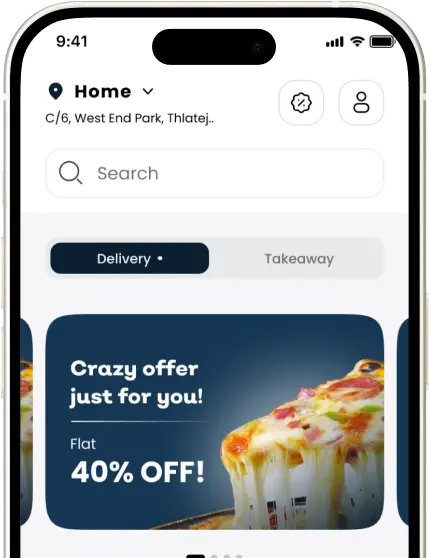 9:41
Home
C/6, West End Park, Thlatej..
Search
Delivery •
Takeaway
Crazy offer
just for you!
Flat
40% OFF!